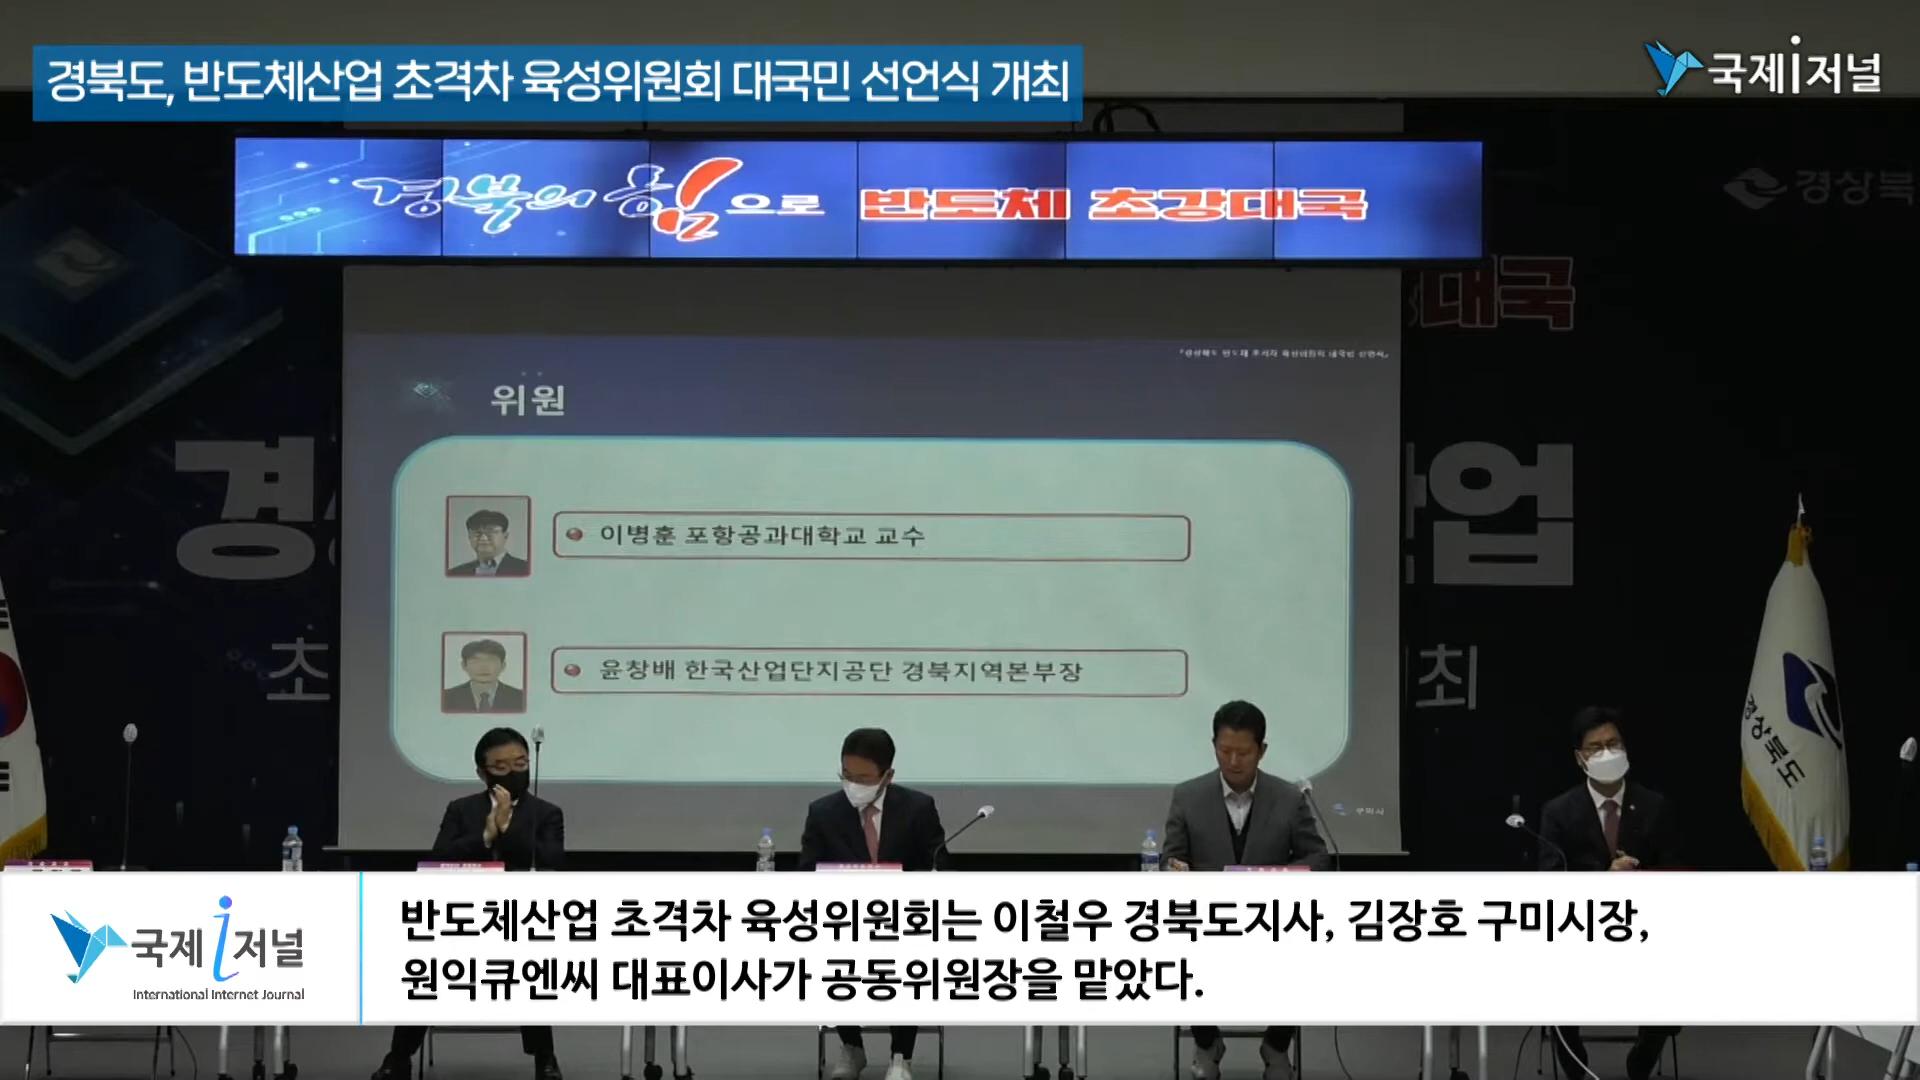 경북도, 반도체산업 초격차 육성위원회 대국민 선언식 개최
국제i저널
경북의 힘으로 반도체 초강대국
경상북
대국
위원
이병훈 포항공과대학교 교수
윤창배 한국산업단지공단 경북지역본부장
경
업
초
최
경상북도
구미시
국제i저널
International Internet Journal
반도체산업 초격차 육성위원회는 이철우 경북도지사, 김장호 구미시장,
원익큐엔씨 대표이사가 공동위원장을 맡았다.